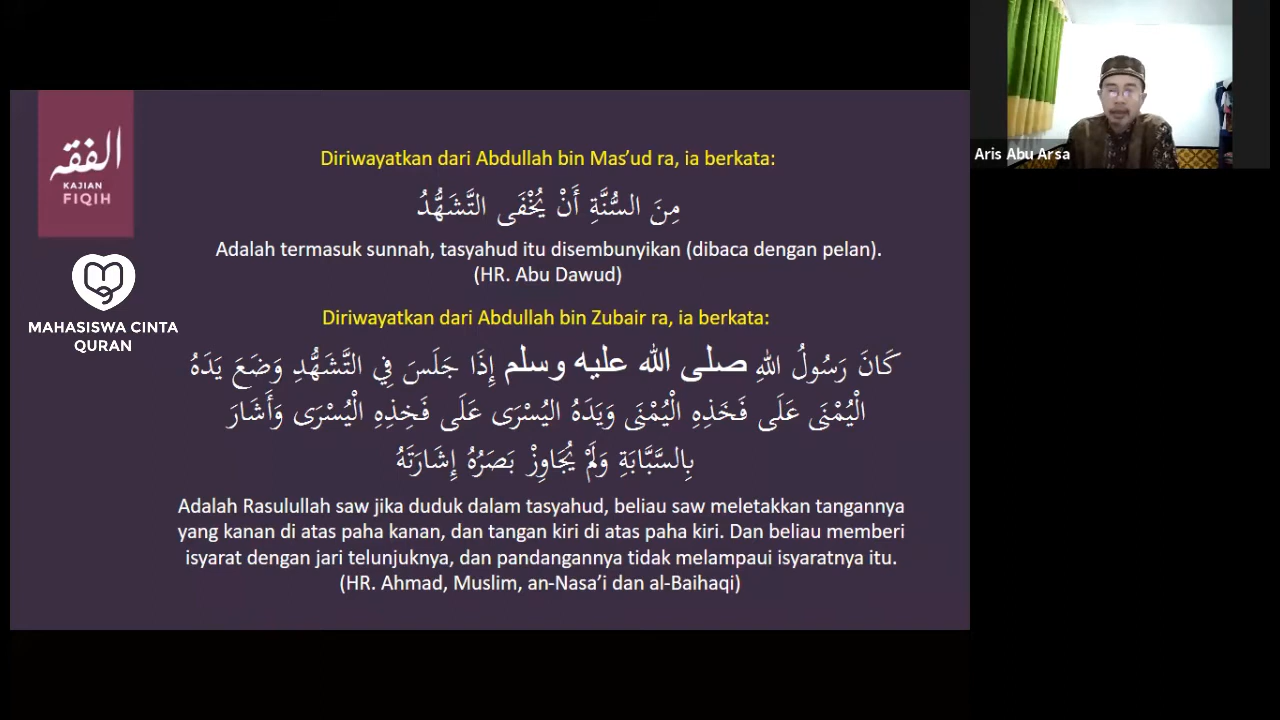 الفقه
KAJIAN
FIQIH
MAHASISWA CINTA
QURAN
Diriwayatkan dari Abdullah bin Mas’ud ra, ia berkata:
مِنَ السُّنَّةِ أَنْ يُخْفَى التَّشَهُّدُ
Adalah termasuk sunnah, tasyahud itu disembunyikan (dibaca dengan pelan).
(HR. Abu Dawud)
Diriwayatkan dari Abdullah bin Zubair ra, ia berkata:
كَانَ رَسُولُ اللهِ صلى الله عليه وسلم إِذَا جَلَسَ فِي التَّشَهُّدِ وَضَعَ يَدَهُ
الْيُمْنَى عَلَى فَخَذِهِ الْيُمْنَى وَيَدَهُ اليُسْرَى عَلَى فَخِذِهِ الْيُسْرَى وَأَشَارَ
بِالسَّبَّابَةِ وَلَمْ يُجَاوِزْ بَصَرُهُ إِشَارَتَهُ
Adalah Rasulullah saw jika duduk dalam tasyahud, beliau saw meletakkan tangannya
yang kanan di atas paha kanan, dan tangan kiri di atas paha kiri. Dan beliau memberi
isyarat dengan jari telunjuknya, dan pandangannya tidak melampaui isyaratnya itu.
(HR. Ahmad, Muslim, an-Nasa’i dan al-Baihaqi)
Aris Abu Arsa